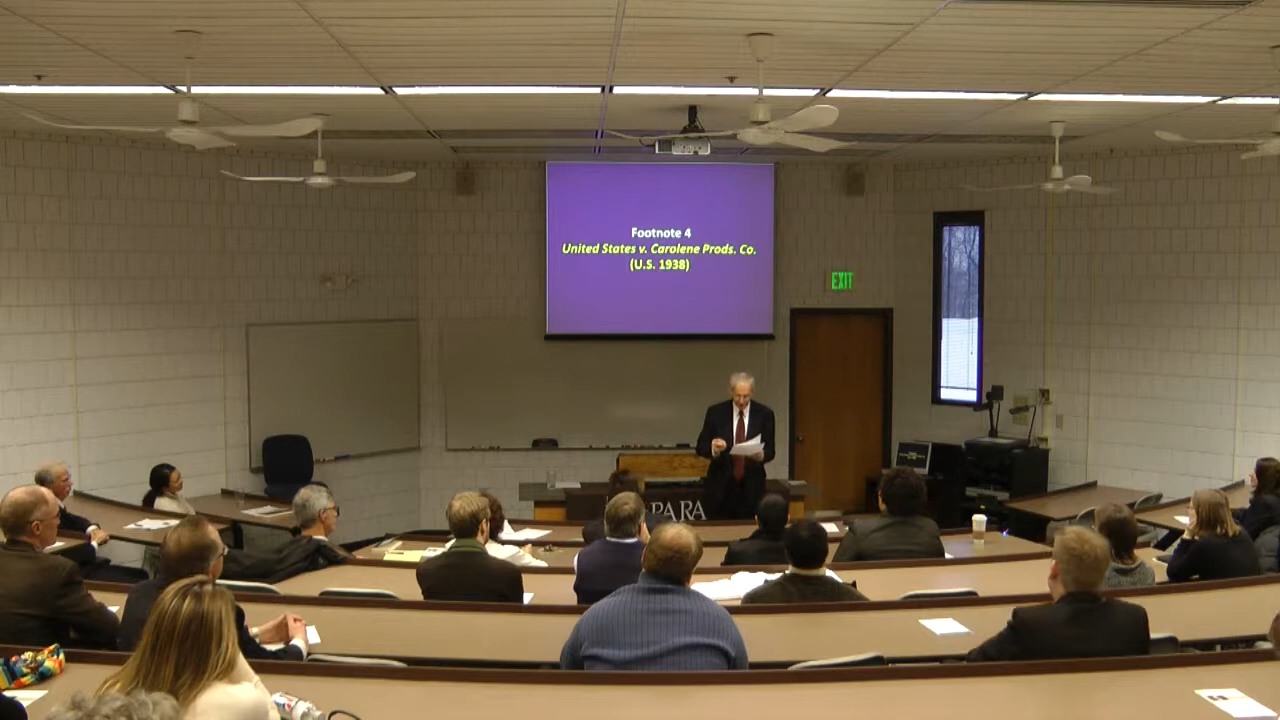 Footnote 4
United States v. Carolene Prods. Co.
(U.S. 1938)
EXIT
PARA